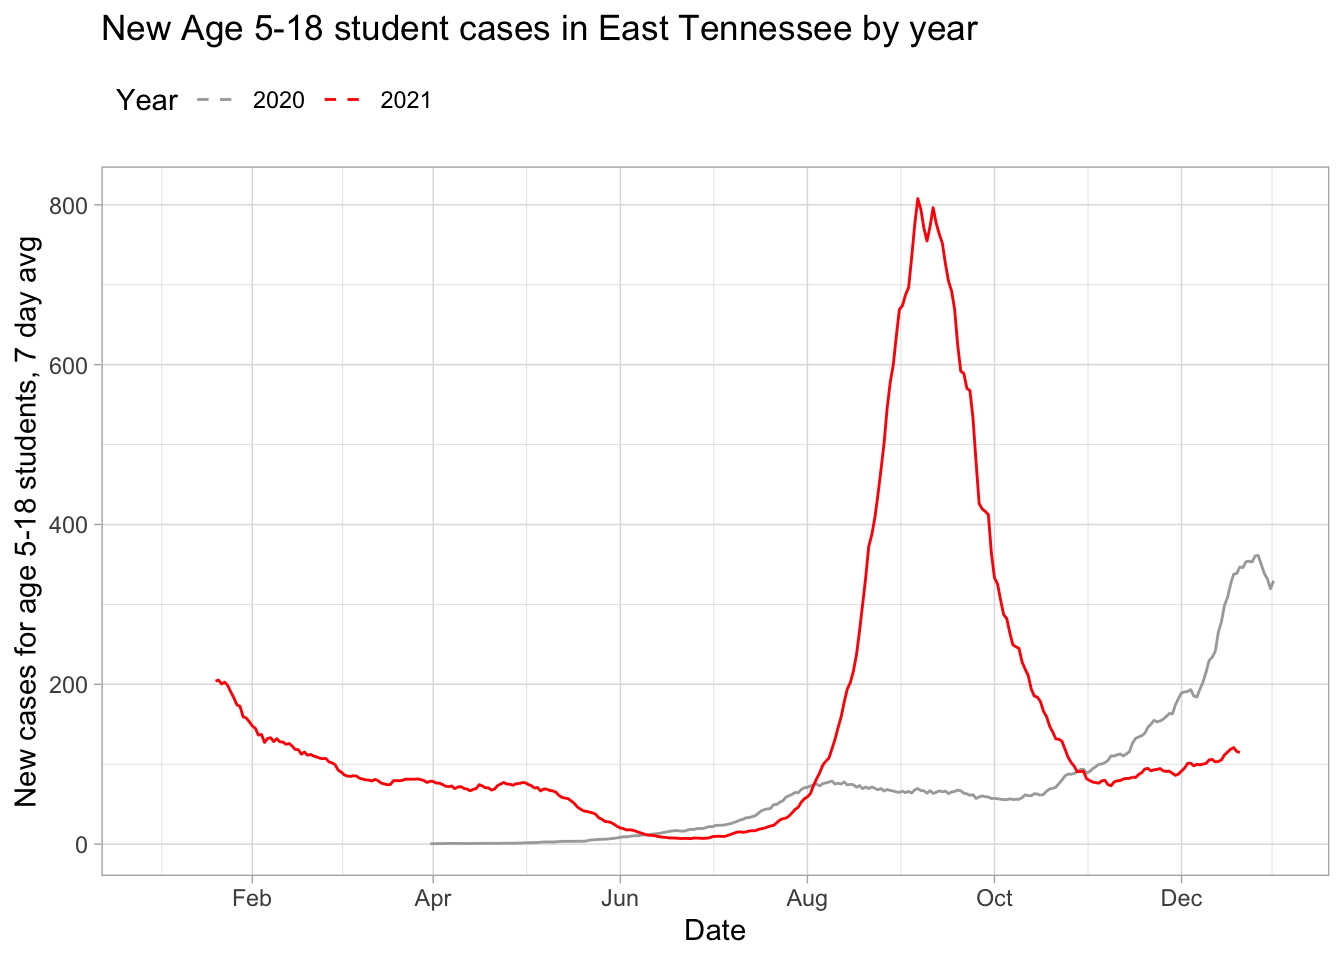 New Age 5-18 student cases in East Tennessee by year
Year 2020 2021
New cases for age 5-18 students, 7 day avg
800
600
400
200
0
Feb Apr Jun Aug Oct Dec
Date